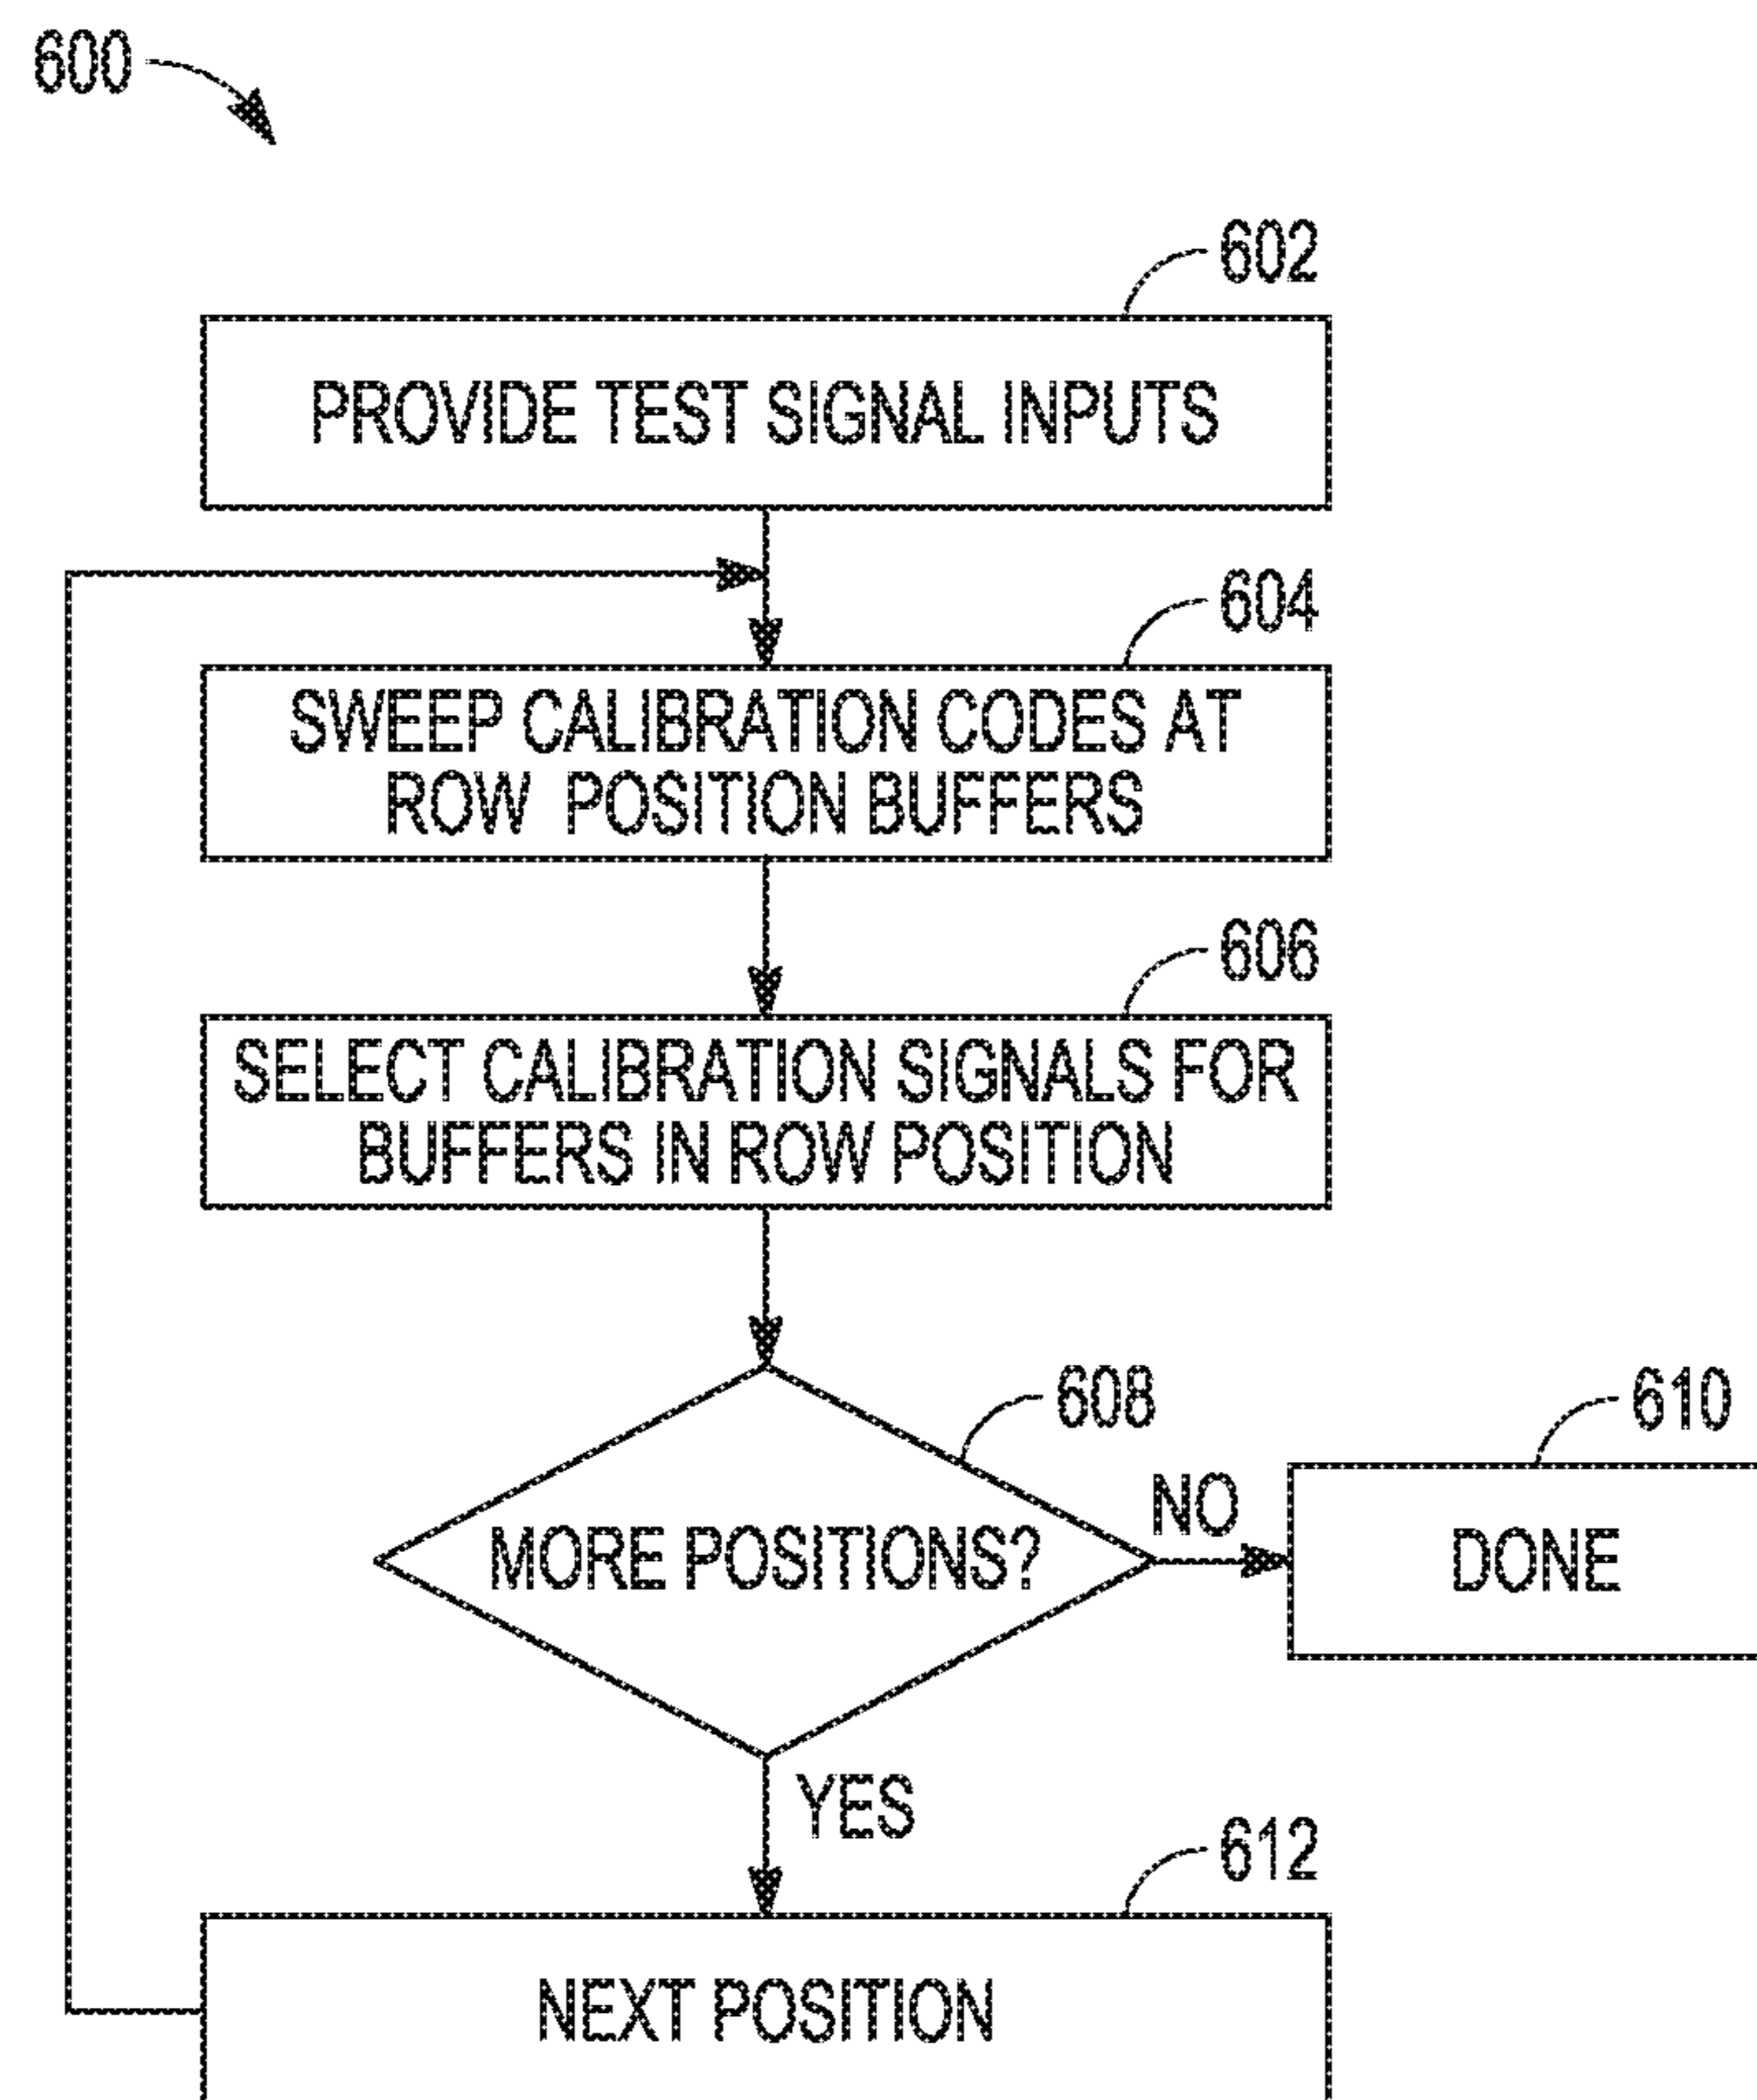 600
602
PROVIDE TEST SIGNAL INPUTS
604
SWEEP CALIBRATION CODES AT
ROW POSITION BUFFERS
606
SELECT CALIBRATION SIGNALS FOR
BUFFERS IN ROW POSITION
608
MORE POSITIONS?
NO
610
DONE
YES
612
NEXT POSITION